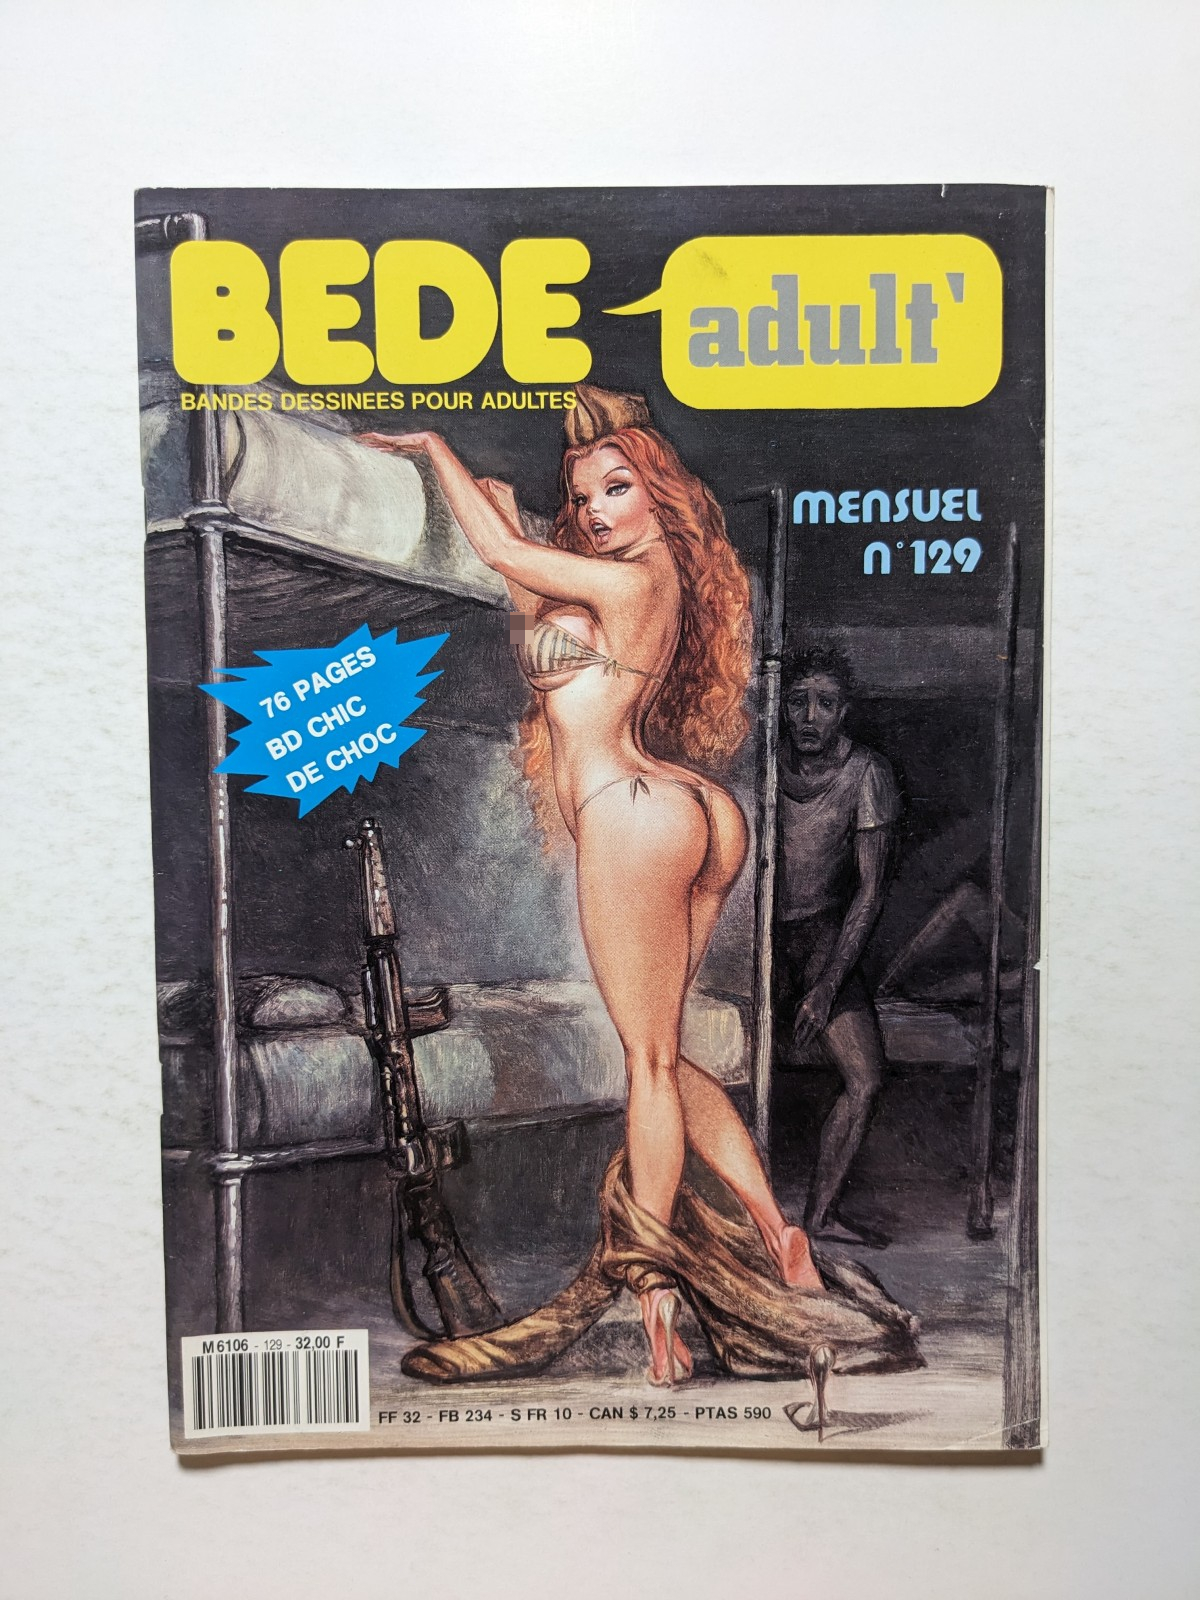 BEDE adult'
BANDES DESSINEES POUR ADULTES
MENSUEL
N°129
76 PAGES
BD CHIC
DE CHOC
M 6106 - 129 - 32,00 F
FF 32 - FB 234 - S FR 10 - CAN $ 7,25 - PTAS 590